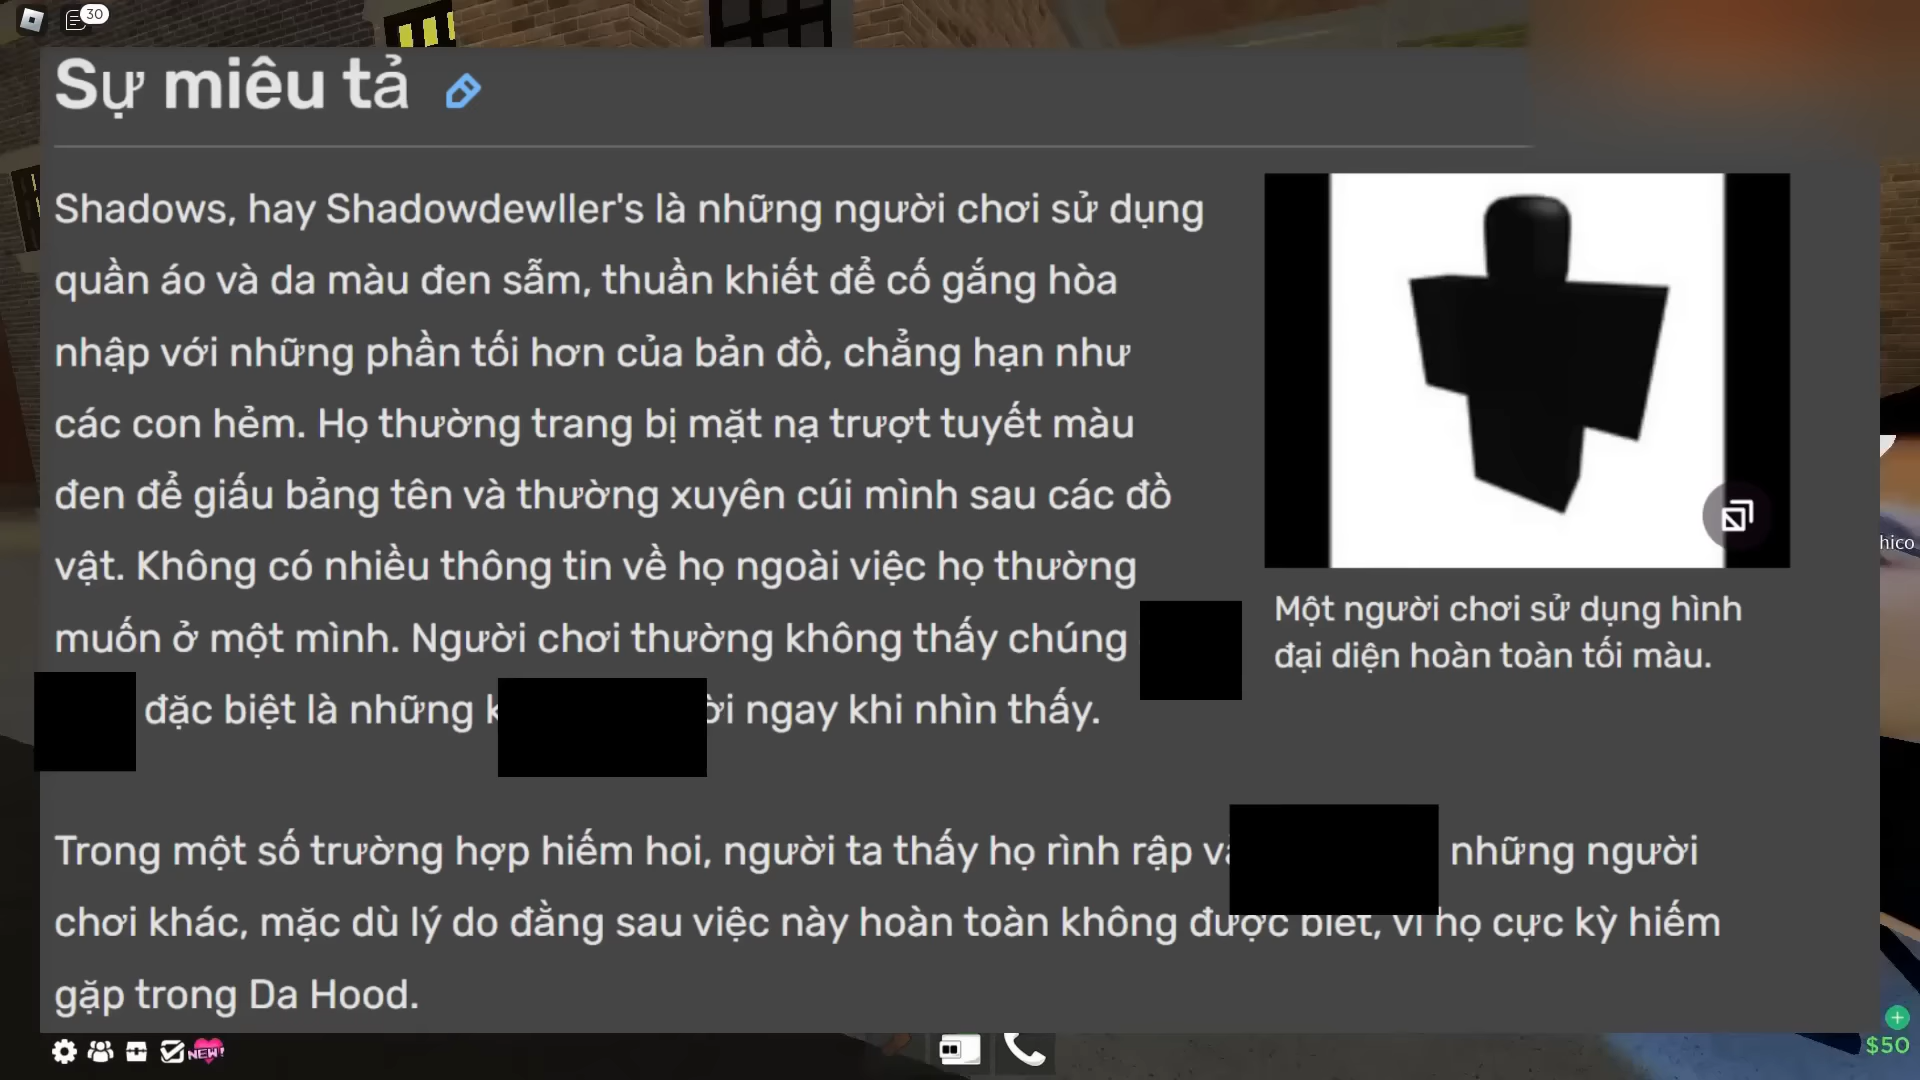 30
Sự miêu tả
Shadows, hay Shadowdewller's là những người chơi sử dụng
quần áo và da màu đen sẫm, thuần khiết để cố gắng hòa
nhập với những phần tối hơn của bản đồ, chẳng hạn như
các con hẻm. Họ thường trang bị mặt nạ trượt tuyết màu
đen để giấu bảng tên và thường xuyên cúi mình sau các đồ
vật. Không có nhiều thông tin về họ ngoài việc họ thường
muốn ở một mình. Người chơi thường không thấy chúng
đặc biệt là những ngay khi nhìn thấy.
Một người chơi sử dụng hình
đại diện hoàn toàn tối màu.
Trong một số trường hợp hiếm hoi, người ta thấy họ rình rập những người
chơi khác, mặc dù lý do đằng sau việc này hoàn toàn không được biết, vì họ cực kỳ hiếm
gặp trong Da Hood.
hico
NEW!
$50